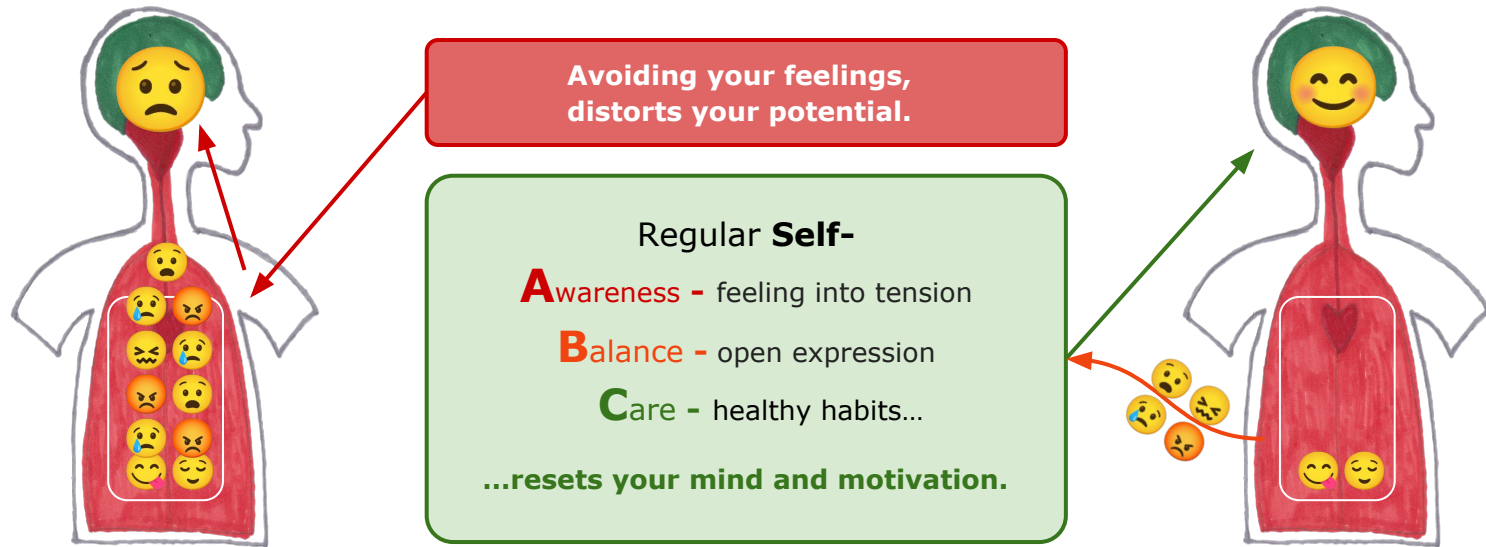 Avoiding your feelings,
distorts your potential.
Regular Self-
Awareness - feeling into tension
Balance - open expression
Care - healthy habits...
...resets your mind and motivation.